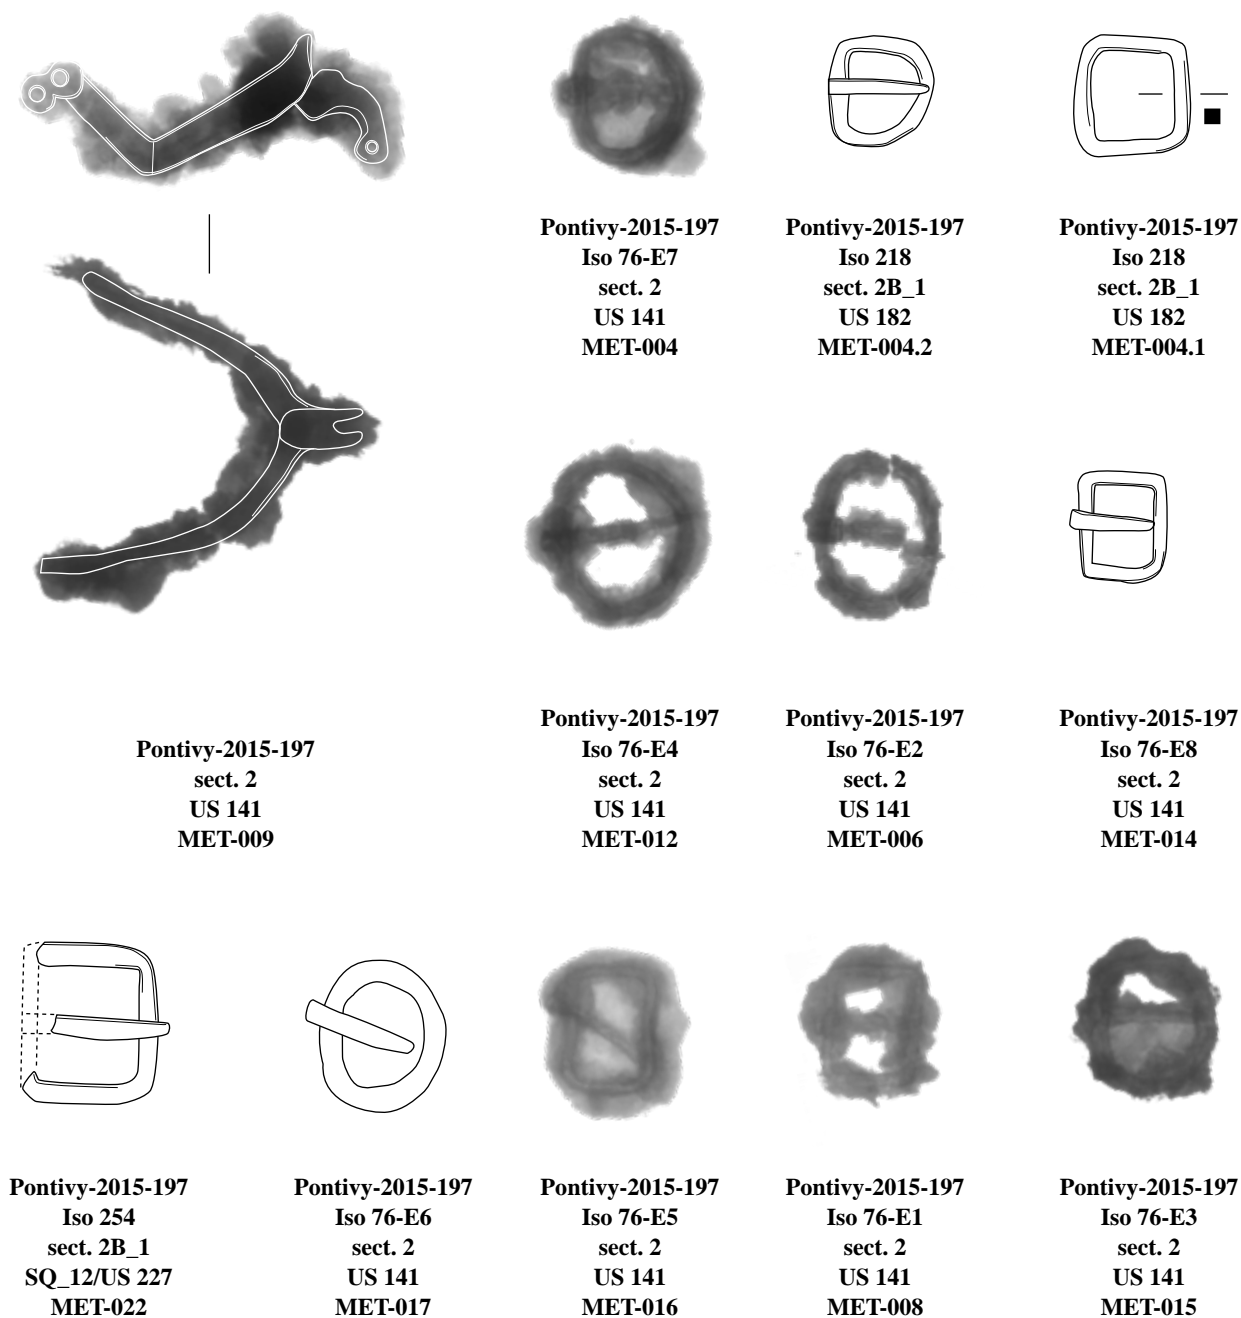 Pontivy-2015-197
Iso 76-E7
sect. 2
US 141
MET-004
Pontivy-2015-197
Iso 218
sect. 2B_1
US 182
MET-004.2
Pontivy-2015-197
Iso 218
sect. 2B_1
US 182
MET-004.1
Pontivy-2015-197
sect. 2
US 141
MET-009
Pontivy-2015-197
Iso 76-E4
sect. 2
US 141
MET-012
Pontivy-2015-197
Iso 76-E2
sect. 2
US 141
MET-006
Pontivy-2015-197
Iso 76-E8
sect. 2
US 141
MET-014
Pontivy-2015-197
Iso 254
sect. 2B_1
SQ_12/US 227
MET-022
Pontivy-2015-197
Iso 76-E6
sect. 2
US 141
MET-017
Pontivy-2015-197
Iso 76-E5
sect. 2
US 141
MET-016
Pontivy-2015-197
Iso 76-E1
sect. 2
US 141
MET-008
Pontivy-2015-197
Iso 76-E3
sect. 2
US 141
MET-015